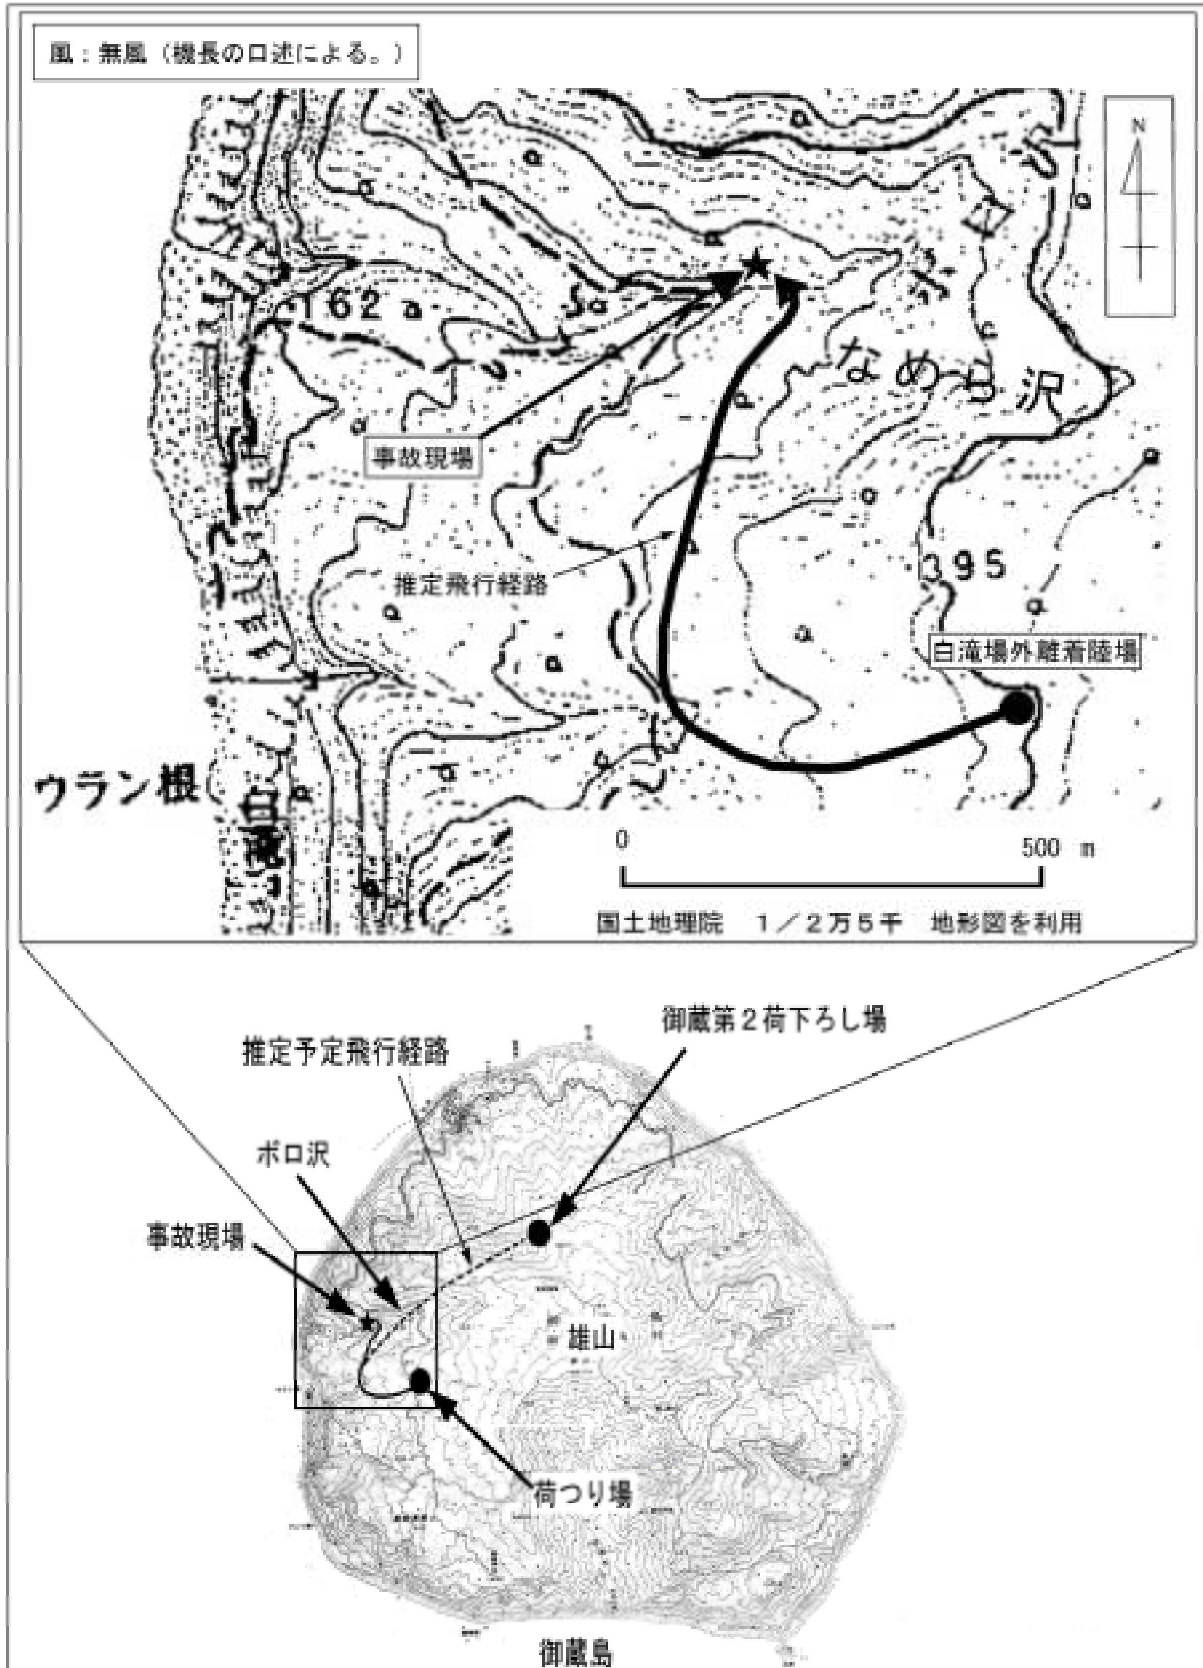 風：無風（機長の口述による。）
N
162
なめら沢
事故現場
395
推定飛行経路
白滝場外離着陸場
ウラン根
0
500 m
国土地理院 1／2万5千 地形図を利用
御蔵第2荷下ろし場
推定予定飛行経路
ボロ沢
事故現場
雄山
荷つり場
御蔵島